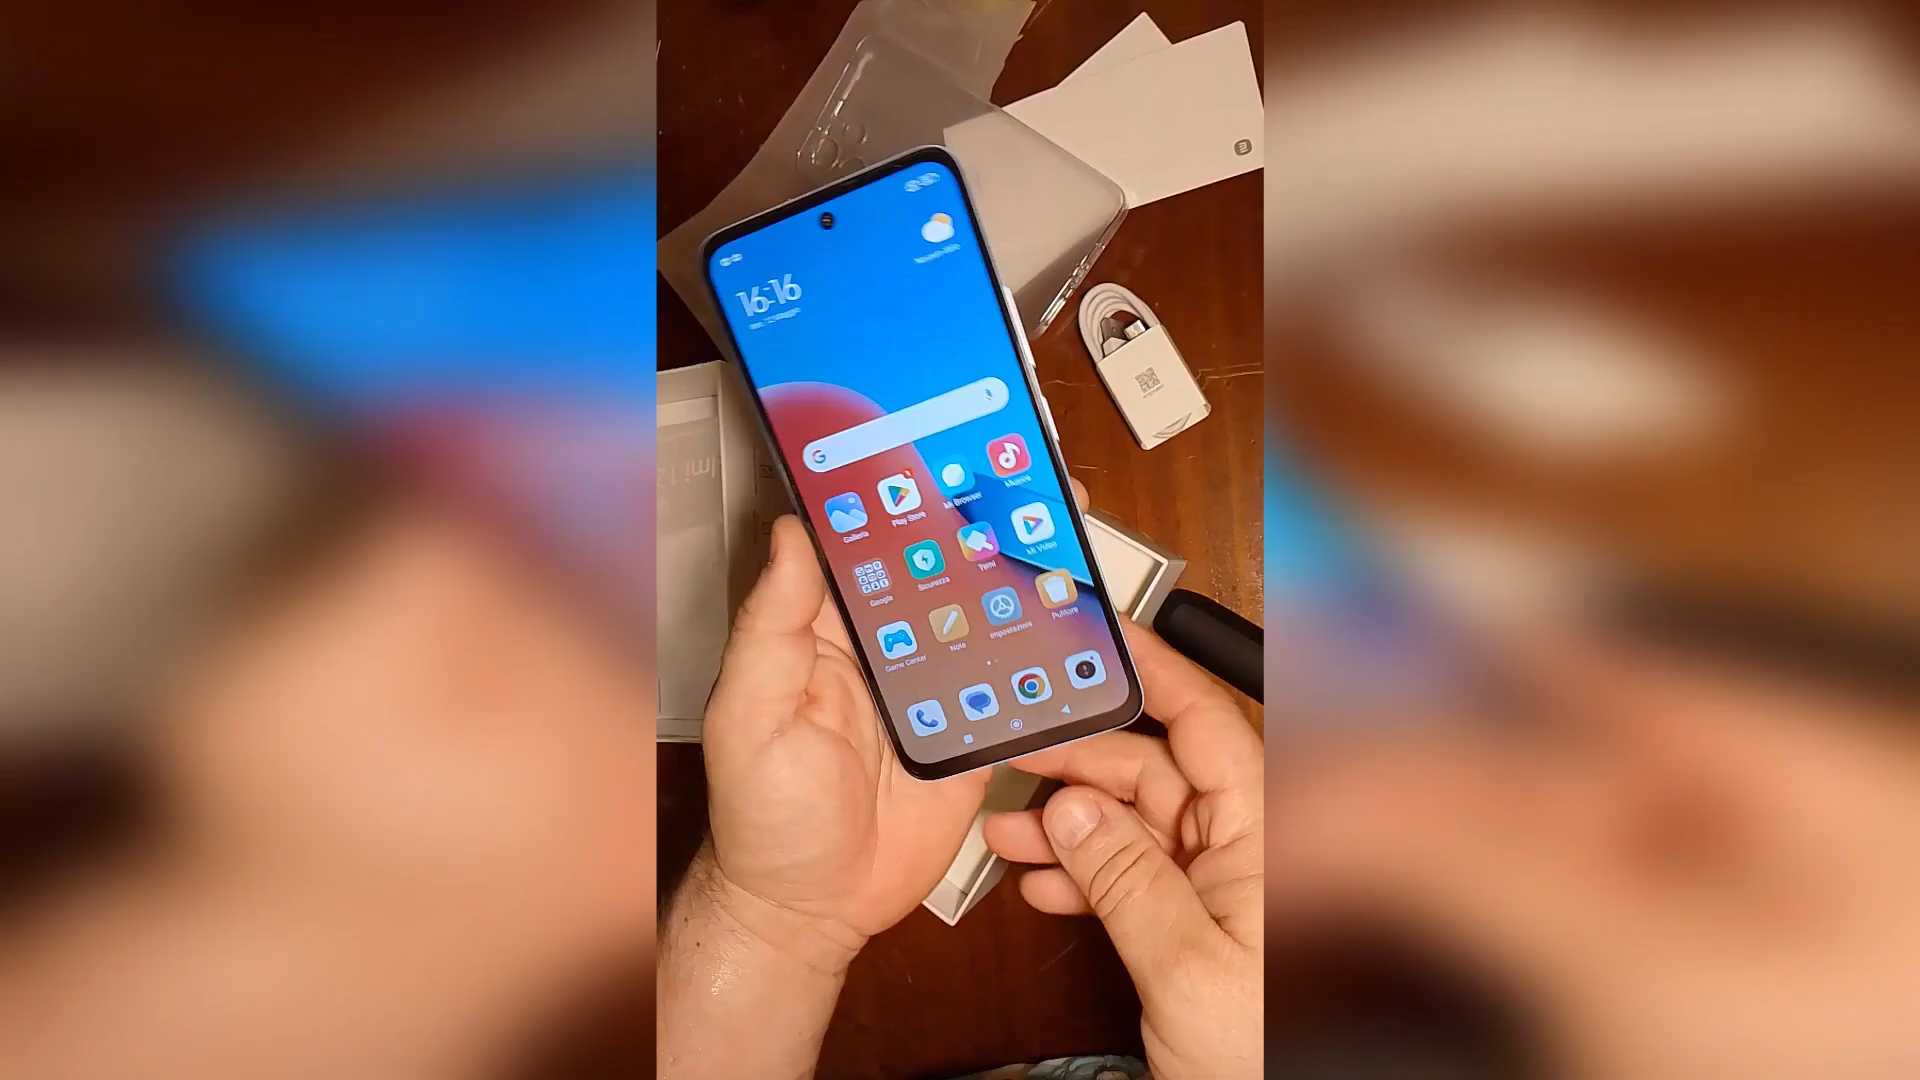 16:16
Galleria
Play Store
Mi Browser
Musica
Google
Sicurezza
Temi
Mi Video
Game Center
Note
Impostazioni
Pulitore